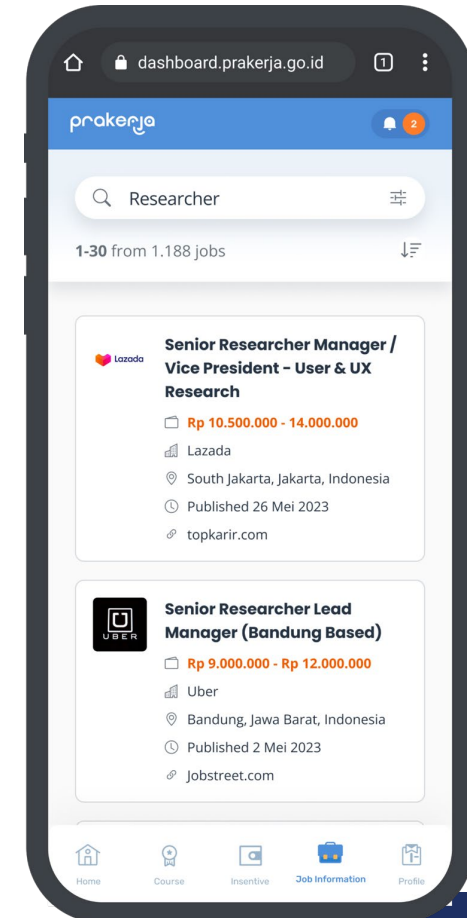 dashboard.prakerja.go.id
1
prakerja
2
Researcher
1-30 from 1.188 jobs
Lazada
Senior Researcher Manager /
Vice President - User & UX
Research
Rp 10.500.000 - 14.000.000
Lazada
South Jakarta, Jakarta, Indonesia
Published 26 Mei 2023
topkarir.com
UBER
Senior Researcher Lead
Manager (Bandung Based)
Rp 9.000.000 - Rp 12.000.000
Uber
Bandung, Jawa Barat, Indonesia
Published 2 Mei 2023
Jobstreet.com
Home
Course
Insentive
Job Information
Profile